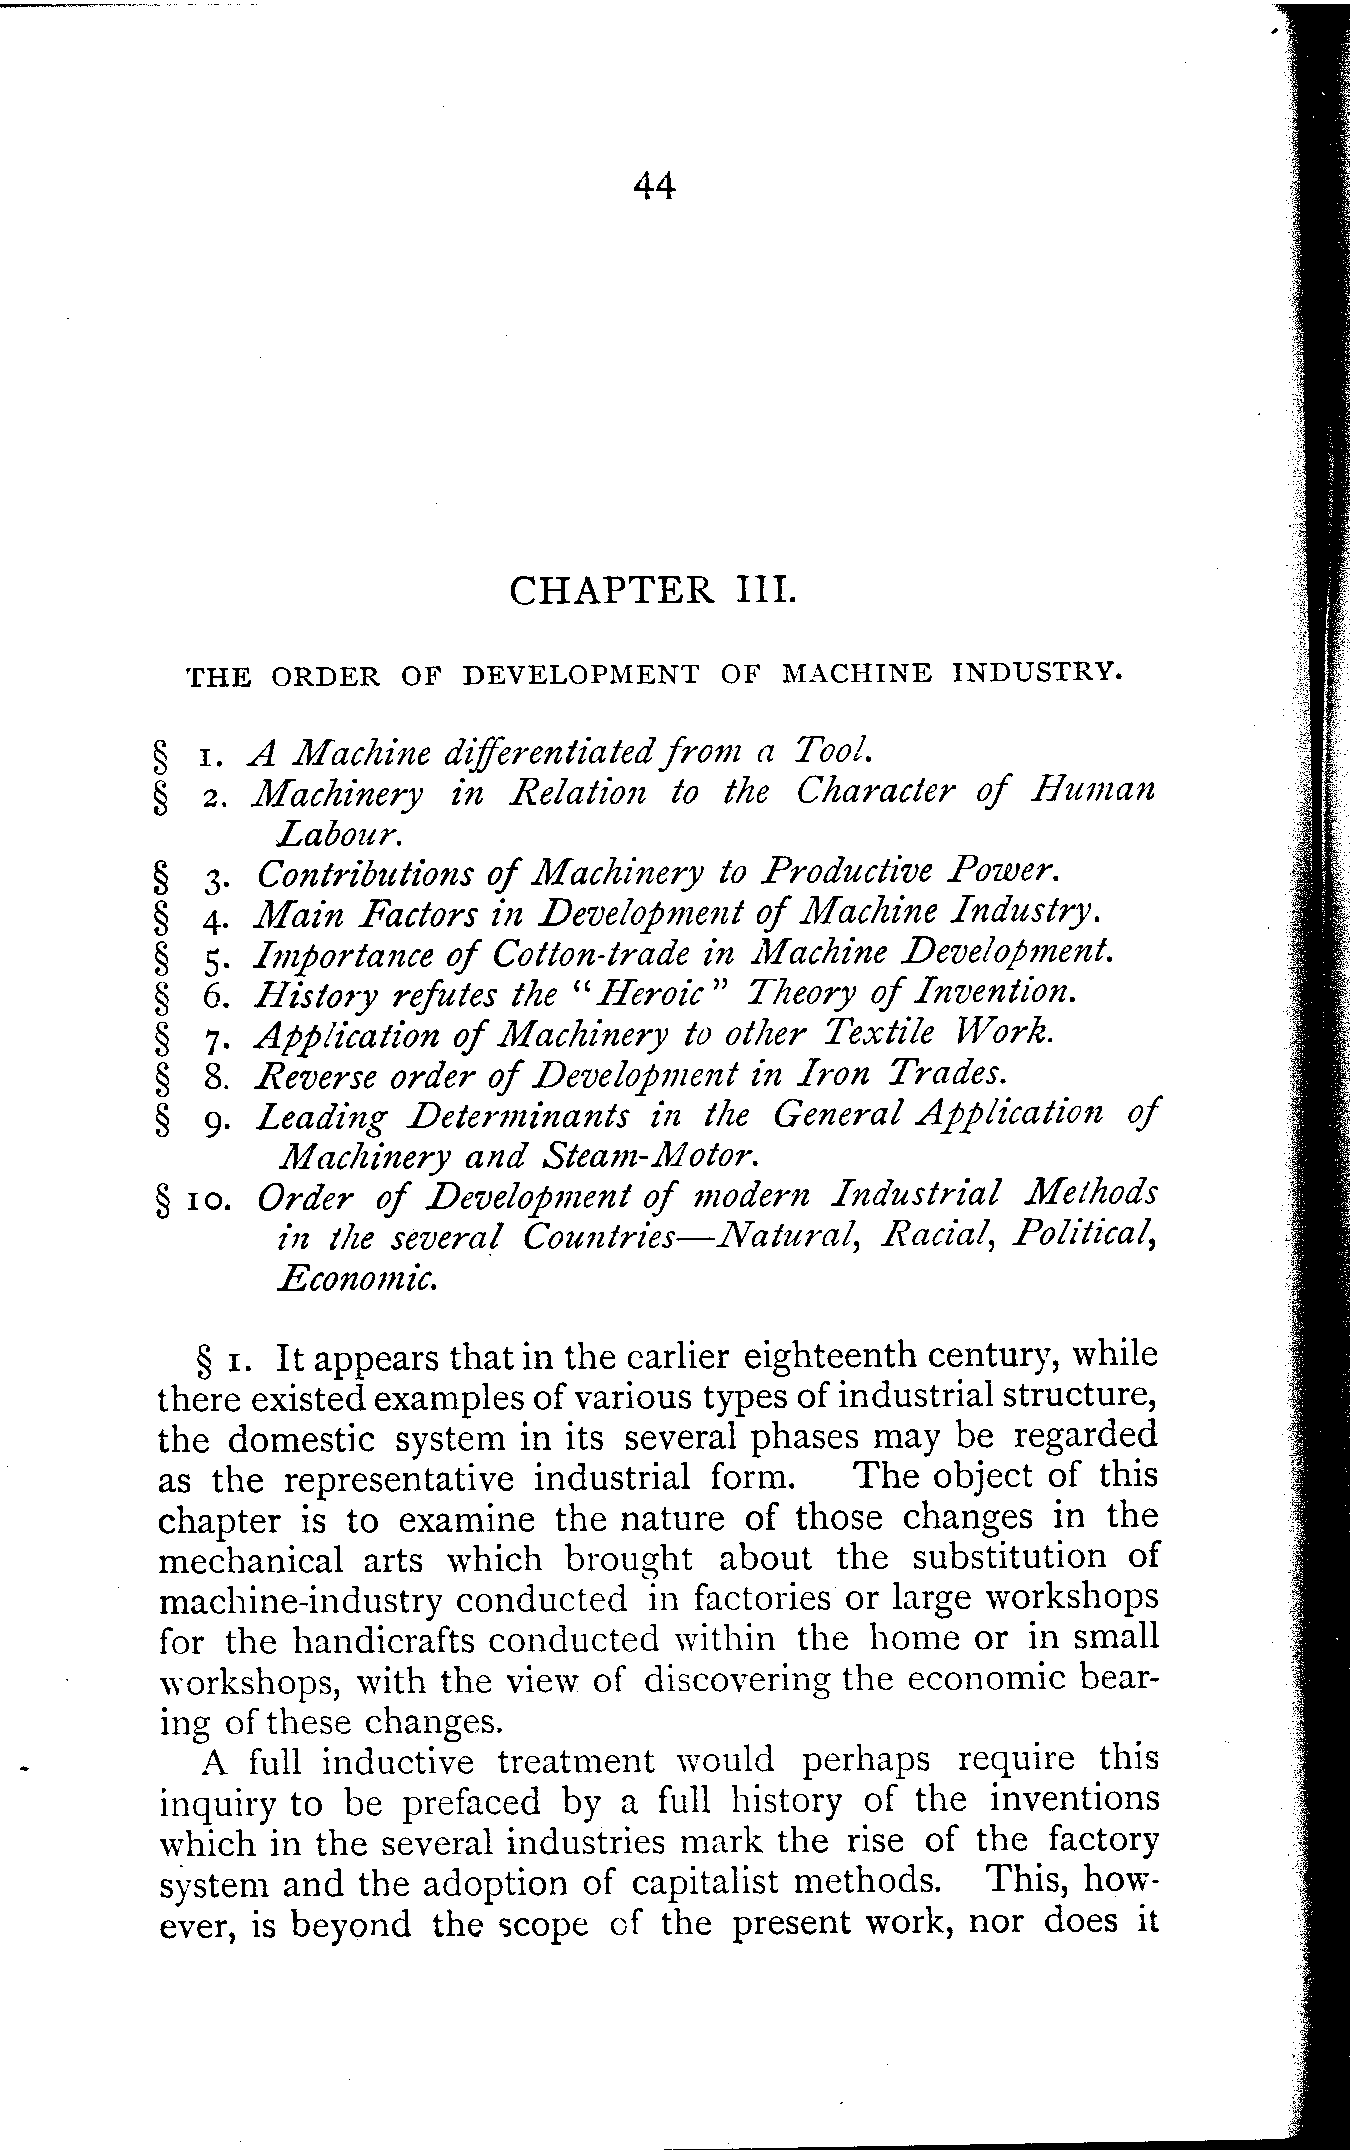 44
CHAPTER III.
THE ORDER OF DEVELOPMENT OF MACHINE INDUSTRY.
§ 1. A Machine differentiated from a Tool.
§ 2. Machinery in Relation to the Character of Human
Labour.
§ 3. Contributions of Machinery to Productive Power.
§ 4. Main Factors in Development of Machine Industry.
§ 5. Importance of Cotton-trade in Machine Development.
§ 6. History refutes the "Heroic" Theory of Invention.
§ 7. Application of Machinery to other Textile Work.
§ 8. Reverse order of Development in Iron Trades.
§ 9. Leading Determinants in the General Application of
Machinery and Steam-Motor.
§ 10. Order of Development of modern Industrial Methods
in the several Countries—Natural, Racial, Political,
Economic.
§ 1. It appears that in the earlier eighteenth century, while
there existed examples of various types of industrial structure,
the domestic system in its several phases may be regarded
as the representative industrial form. The object of this
chapter is to examine the nature of those changes in the
mechanical arts which brought about the substitution of
machine-industry conducted in factories or large workshops
for the handicrafts conducted within the home or in small
workshops, with the view of discovering the economic bear-
ing of these changes.
A full inductive treatment would perhaps require this
inquiry to be prefaced by a full history of the inventions
which in the several industries mark the rise of the factory
system and the adoption of capitalist methods. This, how-
ever, is beyond the scope of the present work, nor does it